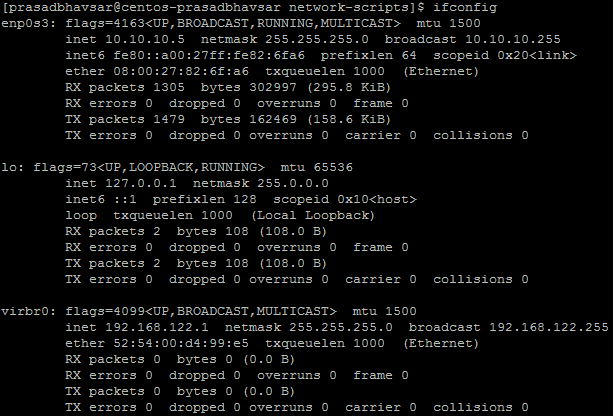 [prasadbhavsar@centos-prasadbhavsar network-scripts]$ ifconfig
enp0s3: flags=4163<UP,BROADCAST,RUNNING,MULTICAST>  mtu 1500
        inet 10.10.10.5  netmask 255.255.255.0  broadcast 10.10.10.255
        inet6 fe80::a00:27ff:fe82:6fa6  prefixlen 64  scopeid 0x20<link>
        ether 08:00:27:82:6f:a6  txqueuelen 1000  (Ethernet)
        RX packets 1305  bytes 302997 (295.8 KiB)
        RX errors 0  dropped 0  overruns 0  frame 0
        TX packets 1479  bytes 162469 (158.6 KiB)
        TX errors 0  dropped 0 overruns 0  carrier 0  collisions 0

lo: flags=73<UP,LOOPBACK,RUNNING>  mtu 65536
        inet 127.0.0.1  netmask 255.0.0.0
        inet6 ::1  prefixlen 128  scopeid 0x10<host>
        loop  txqueuelen 1000  (Local Loopback)
        RX packets 2  bytes 108 (108.0 B)
        RX errors 0  dropped 0  overruns 0  frame 0
        TX packets 2  bytes 108 (108.0 B)
        TX errors 0  dropped 0 overruns 0  carrier 0  collisions 0

virbr0: flags=4099<UP,BROADCAST,MULTICAST>  mtu 1500
        inet 192.168.122.1  netmask 255.255.255.0  broadcast 192.168.122.255
        ether 52:54:00:d4:99:e5  txqueuelen 1000  (Ethernet)
        RX packets 0  bytes 0 (0.0 B)
        RX errors 0  dropped 0  overruns 0  frame 0
        TX packets 0  bytes 0 (0.0 B)
        TX errors 0  dropped 0 overruns 0  carrier 0  collisions 0